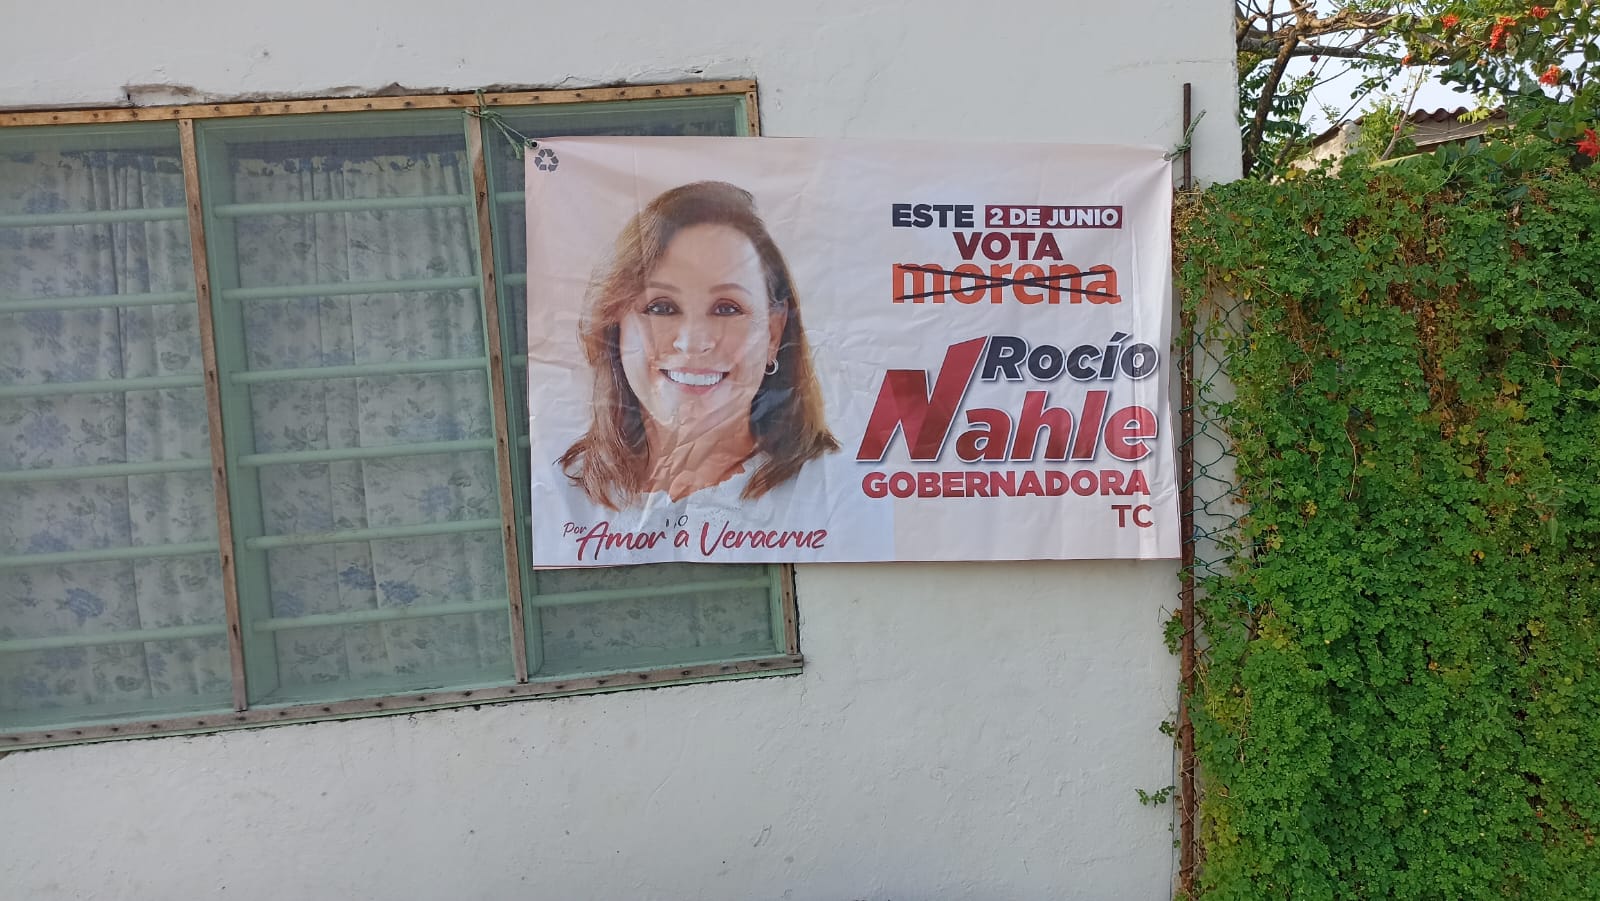 ESTE 2 DE JUNIO
VOTA
morena
Rocío
Nahle
GOBERNADORA
TC
Por Amor a Veracruz